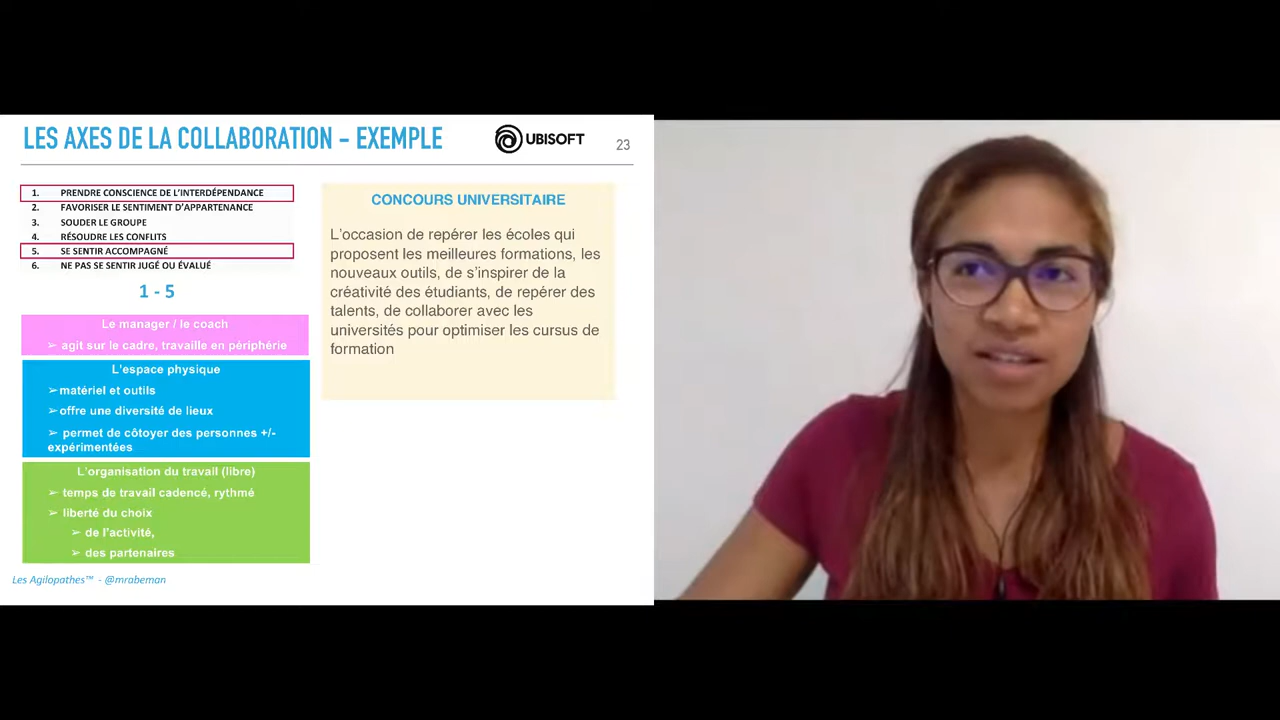 LES AXES DE LA COLLABORATION - EXEMPLE
UBISOFT
23
1. PRENDRE CONSCIENCE DE L'INTERDÉPENDANCE
2. FAVORISER LE SENTIMENT D'APPARTENANCE
3. SOUDER LE GROUPE
4. RÉSOUDRE LES CONFLITS
5. SE SENTIR ACCOMPAGNÉ
6. NE PAS SE SENTIR JUGÉ OU ÉVALUÉ
1 - 5
Le manager / le coach
➢ agit sur le cadre, travaille en périphérie
L'espace physique
➢ matériel et outils
➢ offre une diversité de lieux
➢ permet de côtoyer des personnes +/-
expérimentées
L'organisation du travail (libre)
➢ temps de travail cadencé, rythmé
➢ liberté du choix
➢ de l'activité,
➢ des partenaires
CONCOURS UNIVERSITAIRE
L'occasion de repérer les écoles qui
proposent les meilleures formations, les
nouveaux outils, de s'inspirer de la
créativité des étudiants, de repérer des
talents, de collaborer avec les
universités pour optimiser les cursus de
formation
Les Agilopathes™ - @mrabeman